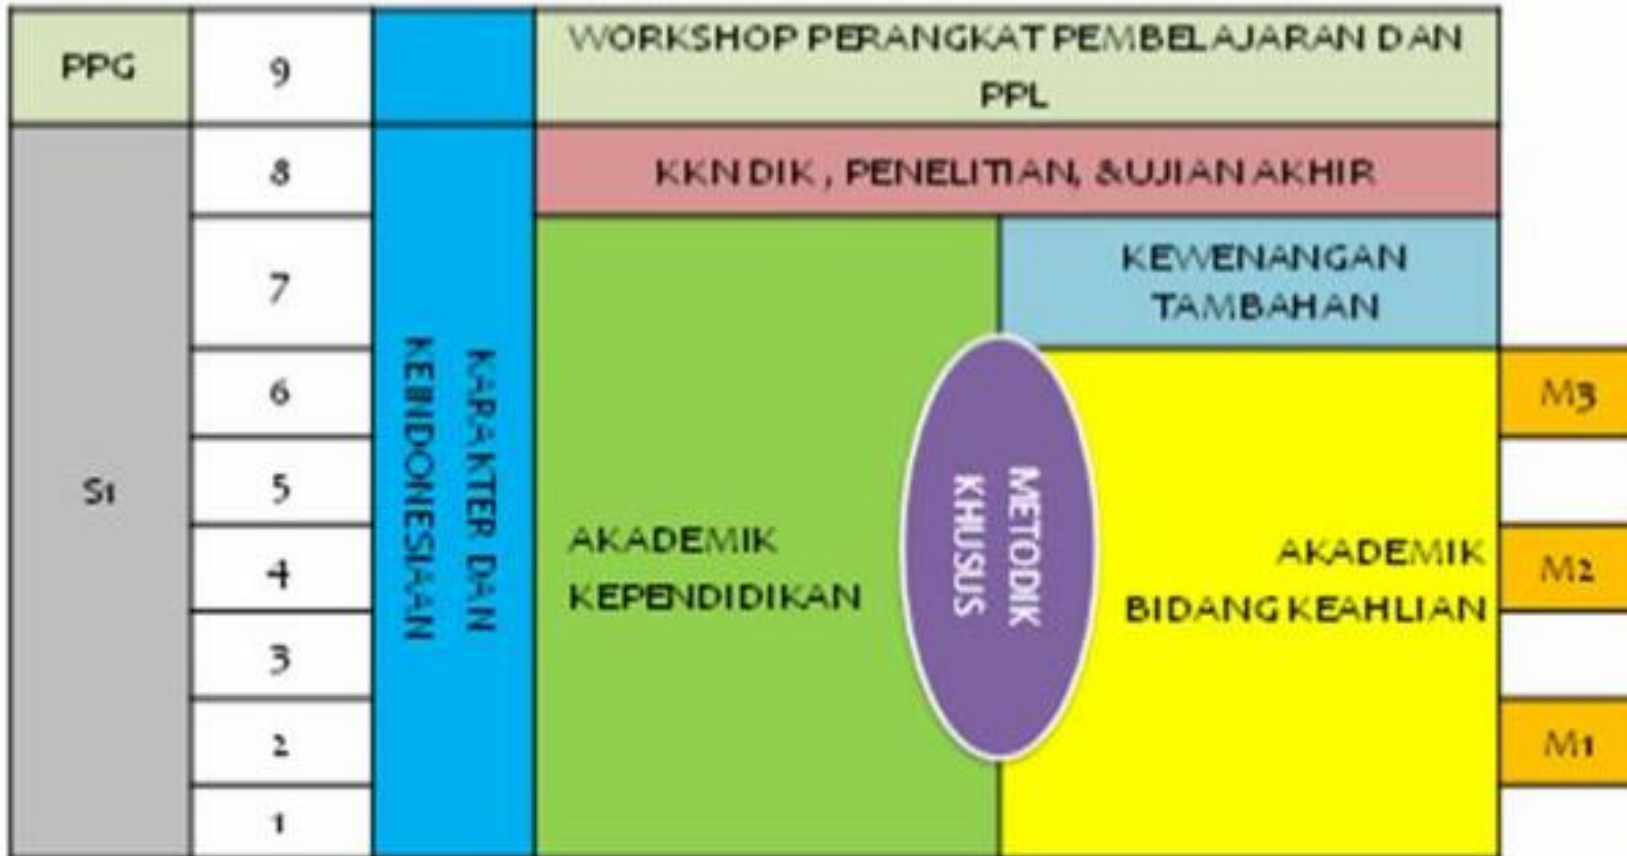 PPG
9
WORKSHOP PERANGKAT PEMBELAJARAN DAN
PPL
S1
8
KKN DIK, PENELITIAN, &UJIAN AKHIR
7
KEWENANGAN
TAMBAHAN
6
M3
5
4
M2
3
2
M1
1
KARAKTER DAN
KEINDONESIAAN
AKADEMIK
KEPENDIDIKAN
METODIK
KHUSUS
AKADEMIK
BIDANG KEAHLIAN